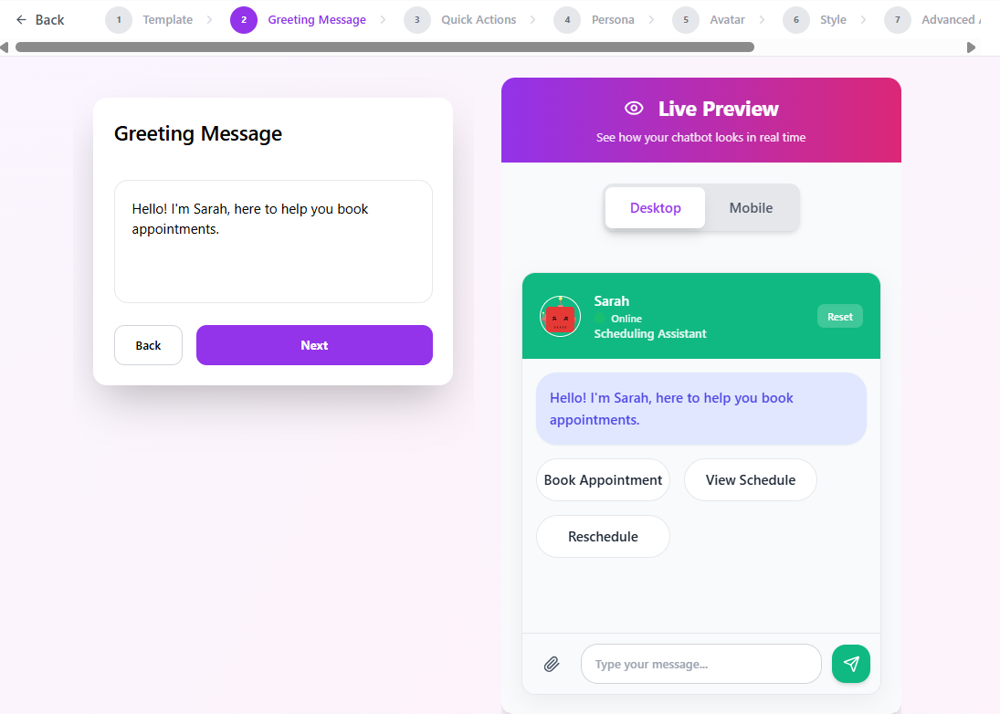 Back
1 Template
2 Greeting Message
3 Quick Actions
4 Persona
5 Avatar
6 Style
7 Advanced
Greeting Message
Hello! I'm Sarah, here to help you book
appointments.
Back
Next
Live Preview
See how your chatbot looks in real time
Desktop
Mobile
Sarah
Online
Scheduling Assistant
Reset
Hello! I'm Sarah, here to help you book
appointments.
Book Appointment
View Schedule
Reschedule
Type your message...